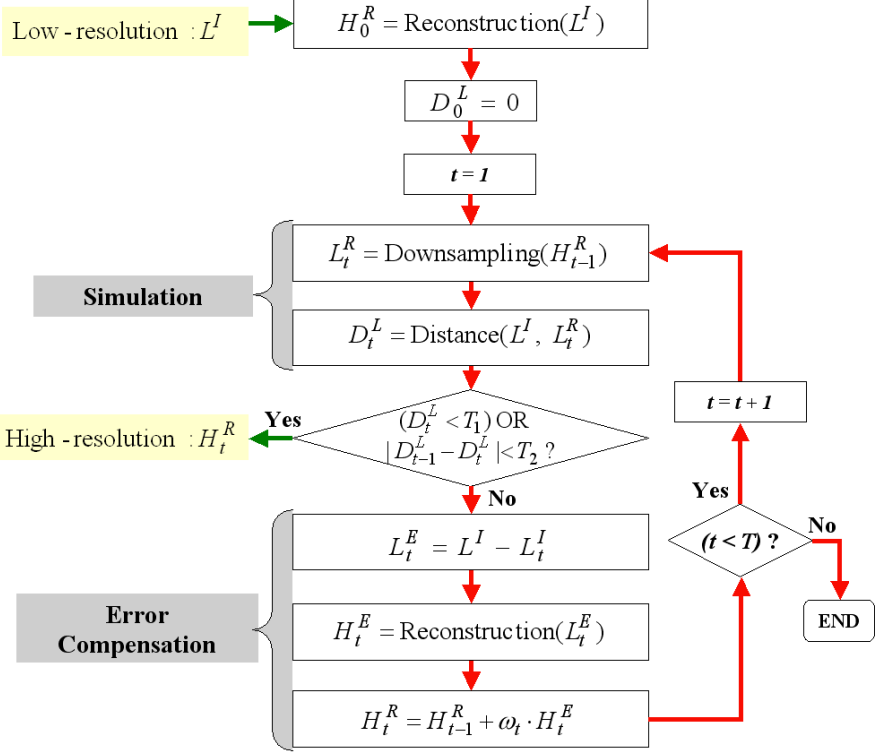 Low - resolution : L^I
H_0^R = Reconstruction(L^I)
D_0^L = 0
t = 1
L_t^R = Downsampling(H_{t-1}^R)
Simulation
D_t^L = Distance(L^I, L_t^R)
t = t + 1
Yes
(D_t^L < T_1) OR
| D_{t-1}^L − D_t^L | < T_2 ?
High - resolution : H_t^R
No
Yes
L_t^E = L^I − L_t^I
(t < T) ?
No
Error
Compensation
H_t^E = Reconstruction(L_t^E)
END
H_t^R = H_{t-1}^R + ω_t · H_t^E